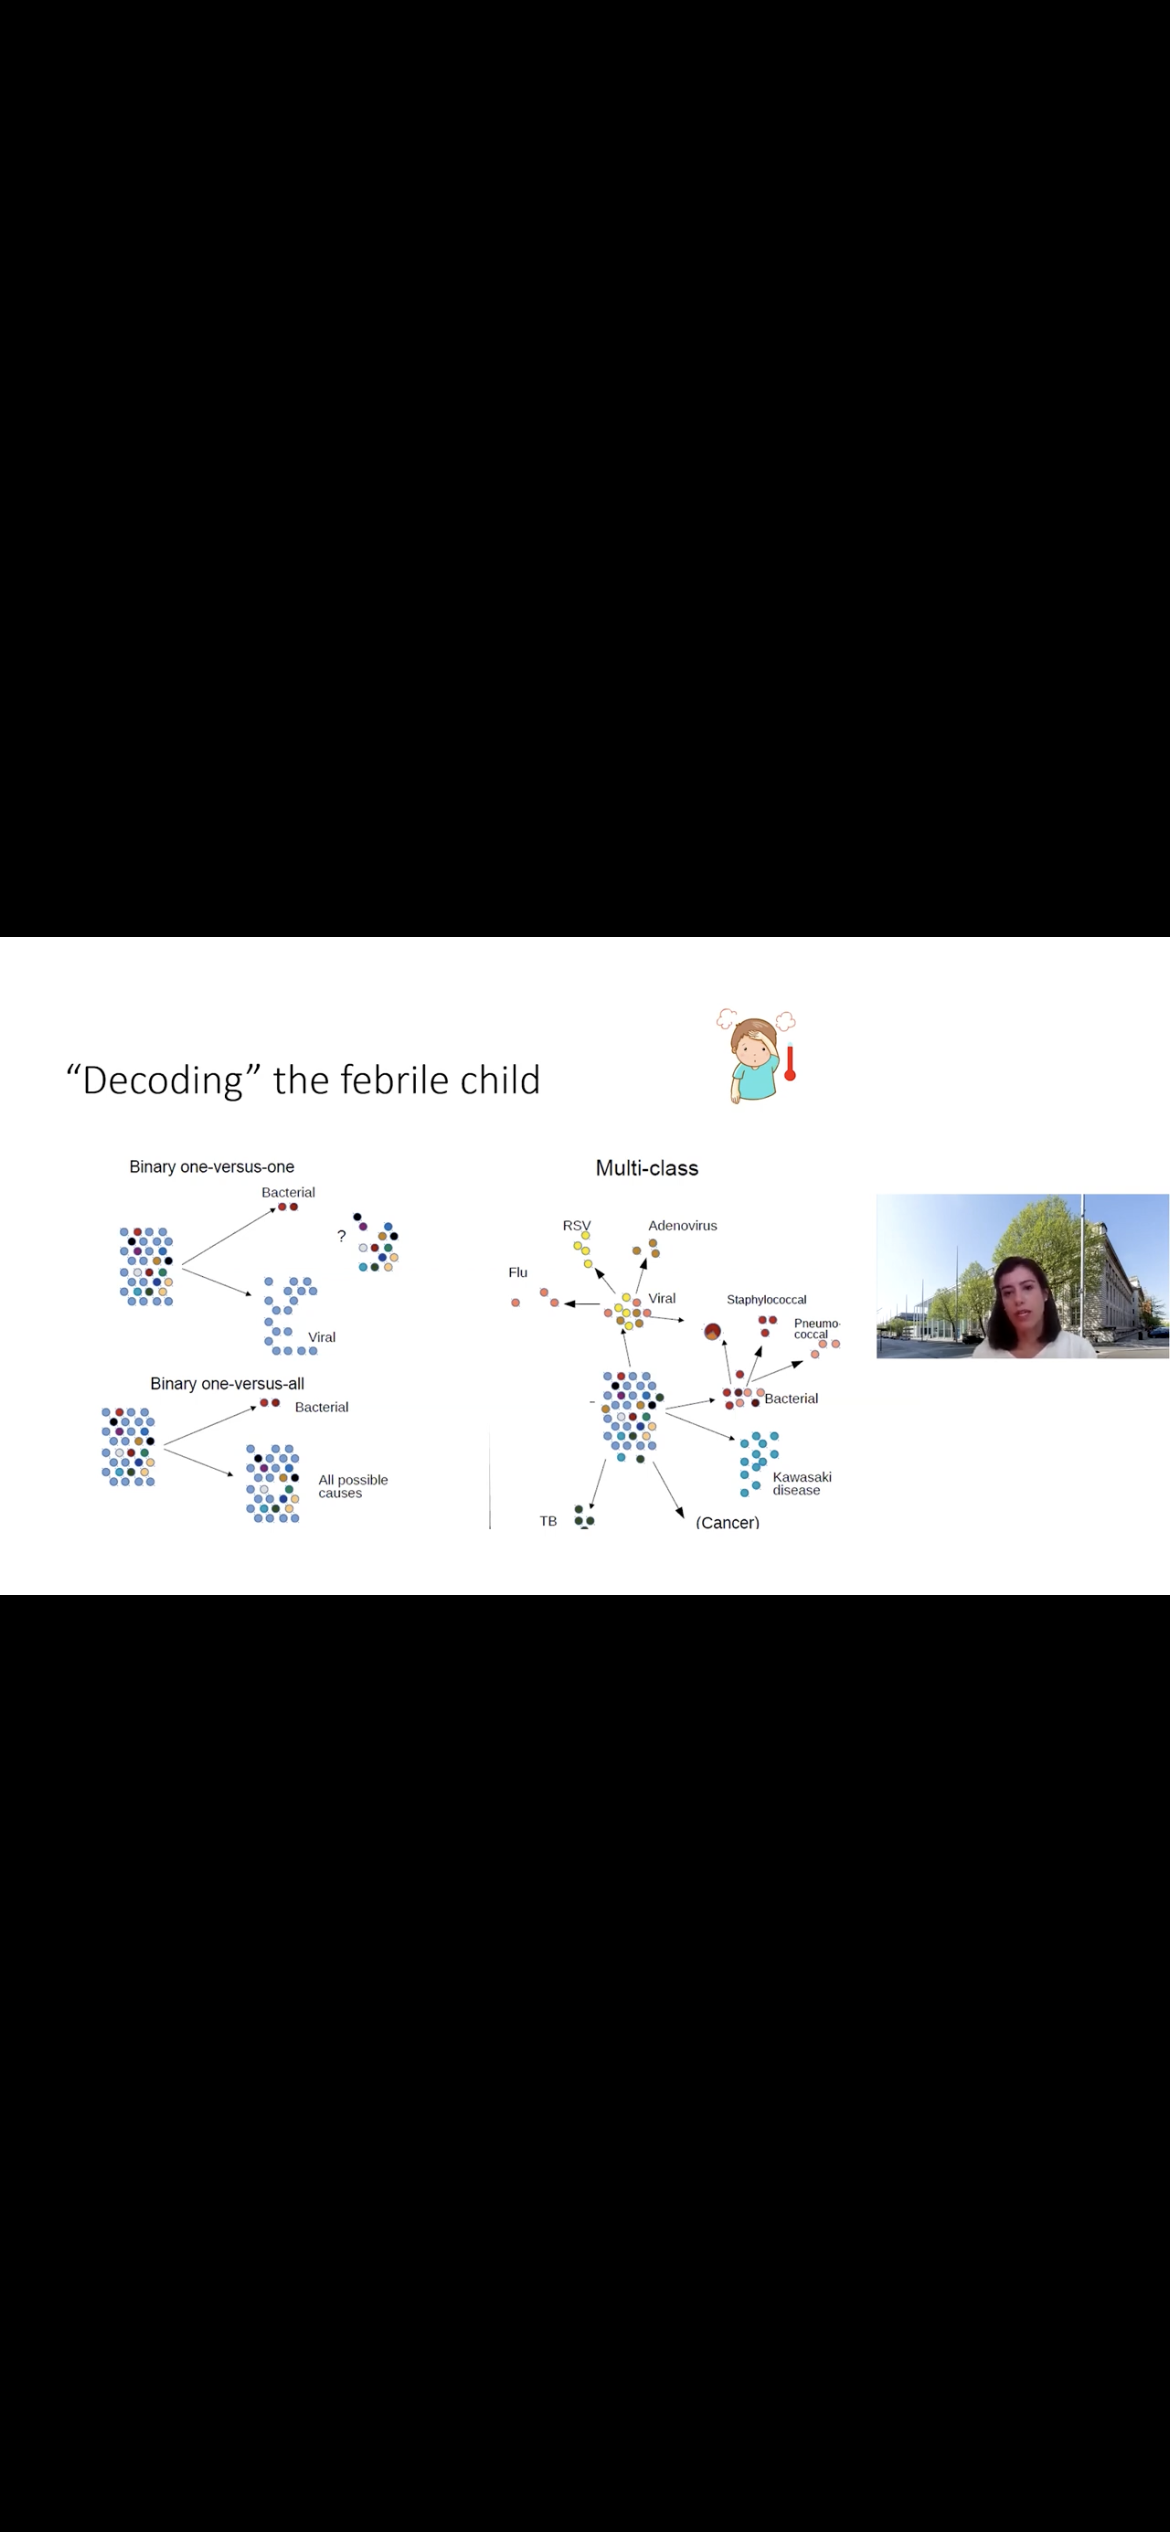 “Decoding” the febrile child
Binary one-versus-one
Bacterial
?
Viral
Binary one-versus-all
Bacterial
All possible
causes
Multi-class
RSV
Adenovirus
Flu
Viral
Staphylococcal
Pneumo-
coccal
Bacterial
Kawasaki
disease
TB
(Cancer)